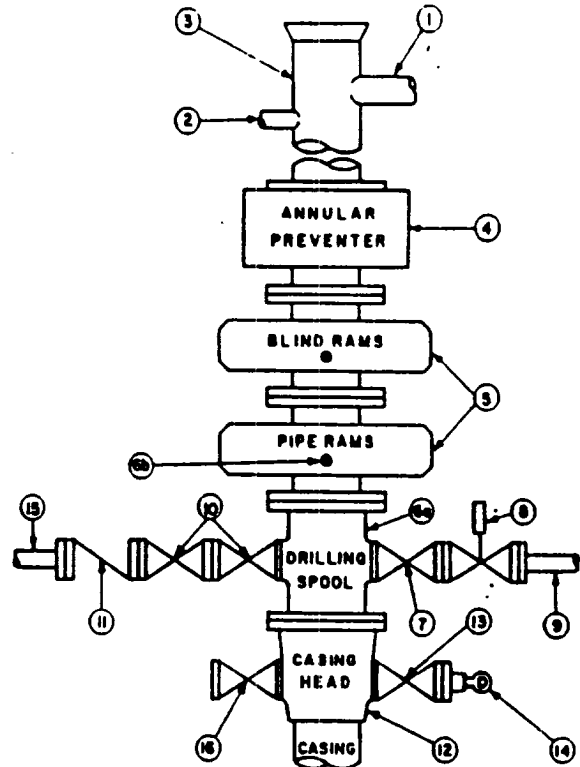 1
3
2
ANNULAR
PREVENTER
4
BLIND RAMS
5
PIPE RAMS
6b
6a
8
15
10
DRILLING
SPOOL
11
7
9
13
CASING
HEAD
16
12
14
CASING